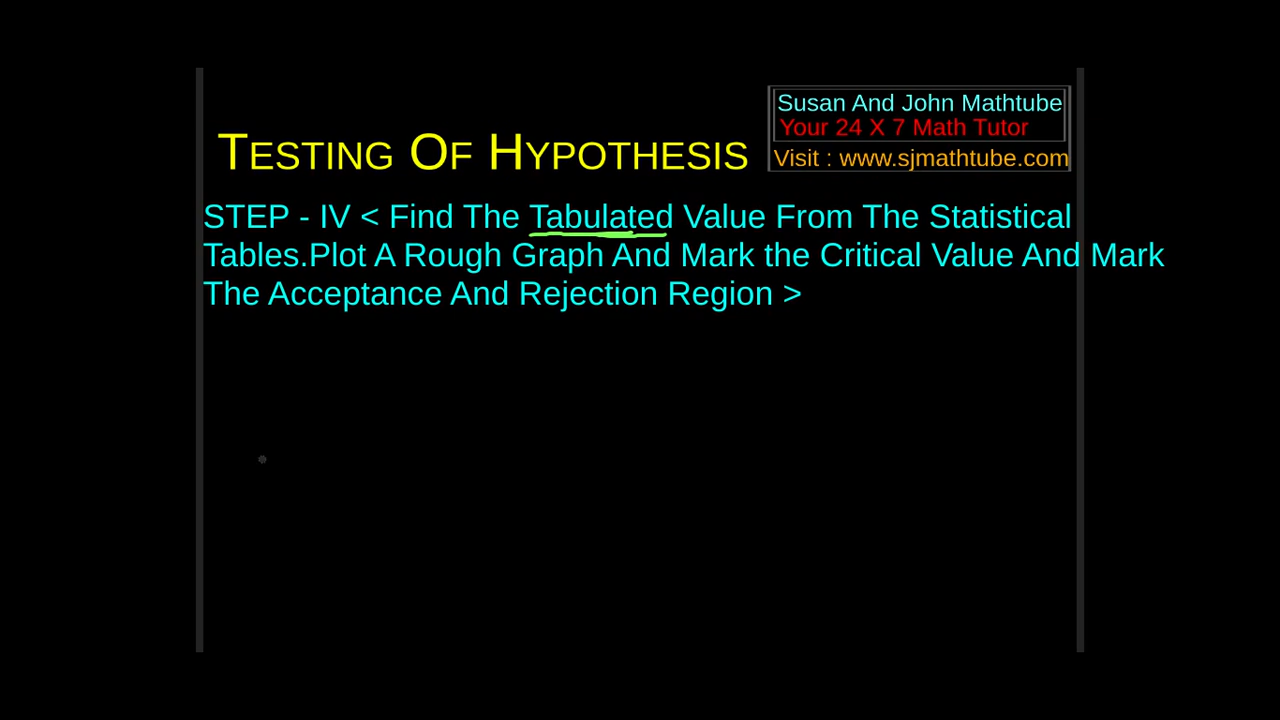 Susan And John Mathtube
Your 24 X 7 Math Tutor
Visit : www.sjmathtube.com
TESTING OF HYPOTHESIS
STEP - IV < Find The Tabulated Value From The Statistical
Tables.Plot A Rough Graph And Mark the Critical Value And Mark
The Acceptance And Rejection Region >